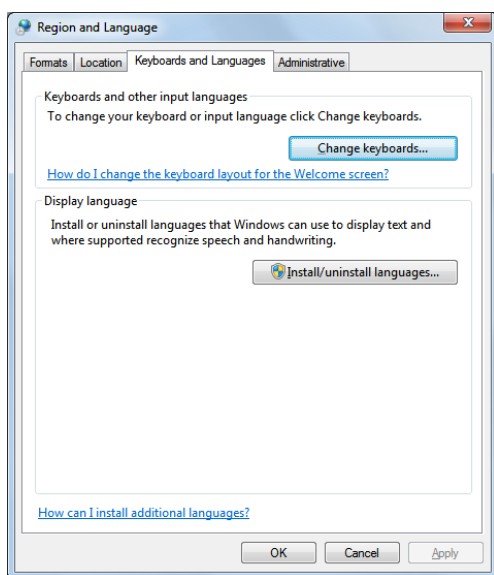 Region and Language
Formats Location Keyboards and Languages Administrative
Keyboards and other input languages
To change your keyboard or input language click Change keyboards.
Change keyboards...
How do I change the keyboard layout for the Welcome screen?
Display language
Install or uninstall languages that Windows can use to display text and
where supported recognize speech and handwriting.
Install/uninstall languages...
How can I install additional languages?
OK Cancel Apply